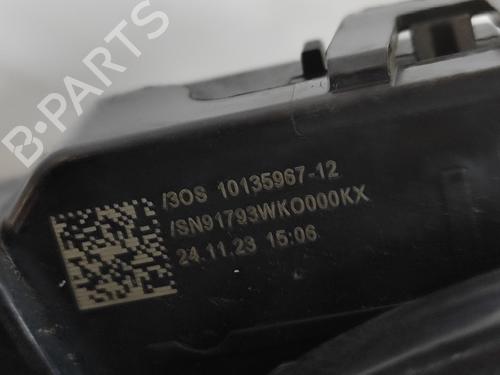 B-PARTS
/3OS 10135967-12
/SN91793WKO000KX
24.11.23 15:06